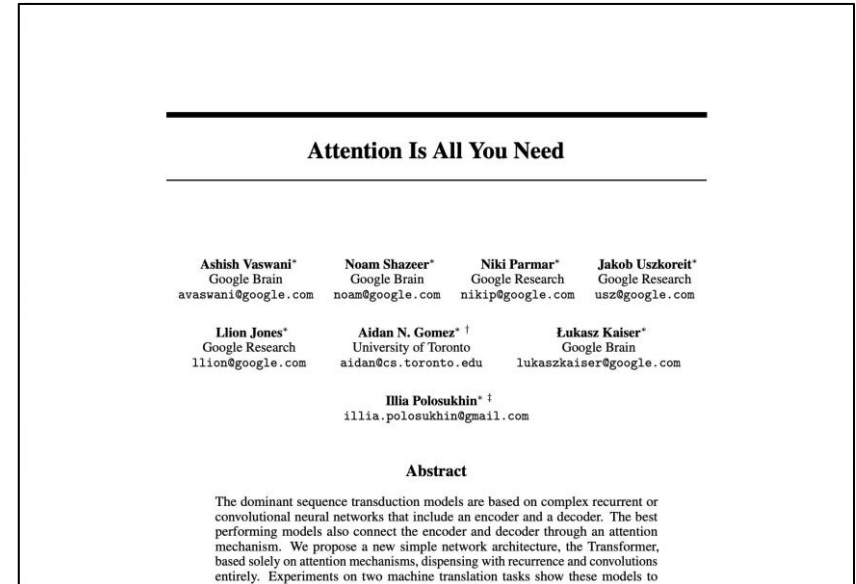 Attention Is All You Need
Ashish Vaswani* Noam Shazeer* Niki Parmar* Jakob Uszkoreit*
Google Brain Google Brain Google Research Google Research
avaswani@google.com noam@google.com nikip@google.com usz@google.com
Llion Jones* Aidan N. Gomez* † Łukasz Kaiser*
Google Research University of Toronto Google Brain
llion@google.com aidan@cs.toronto.edu lukaszkaiser@google.com
Illia Polosukhin* ‡
illia.polosukhin@gmail.com
Abstract
The dominant sequence transduction models are based on complex recurrent or
convolutional neural networks that include an encoder and a decoder. The best
performing models also connect the encoder and decoder through an attention
mechanism. We propose a new simple network architecture, the Transformer,
based solely on attention mechanisms, dispensing with recurrence and convolutions
entirely. Experiments on two machine translation tasks show these models to